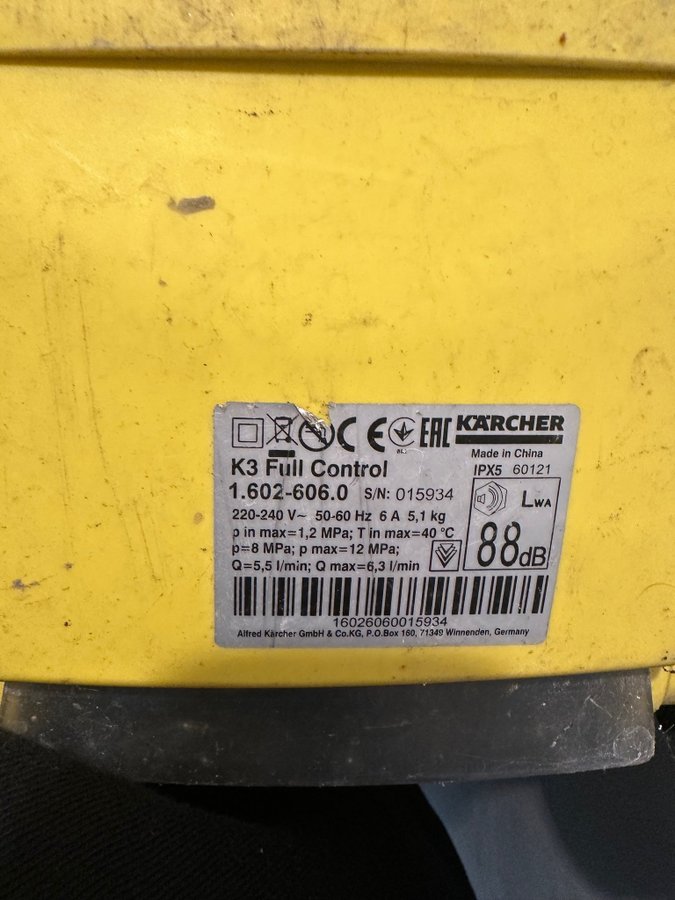 CE
EAC
KÄRCHER
Made in China
K3 Full Control
IPX5 60121
1.602-606.0 S/N: 015934
220-240 V~ 50-60 Hz 6 A 5,1 kg
p in max=1,2 MPa; T in max=40 °C
p=8 MPa; p max=12 MPa;
Q=5,5 l/min; Q max=6,3 l/min
LWA
88dB
16026060015934
Alfred Kärcher GmbH & Co.KG, P.O.Box 160, 71349 Winnenden, Germany